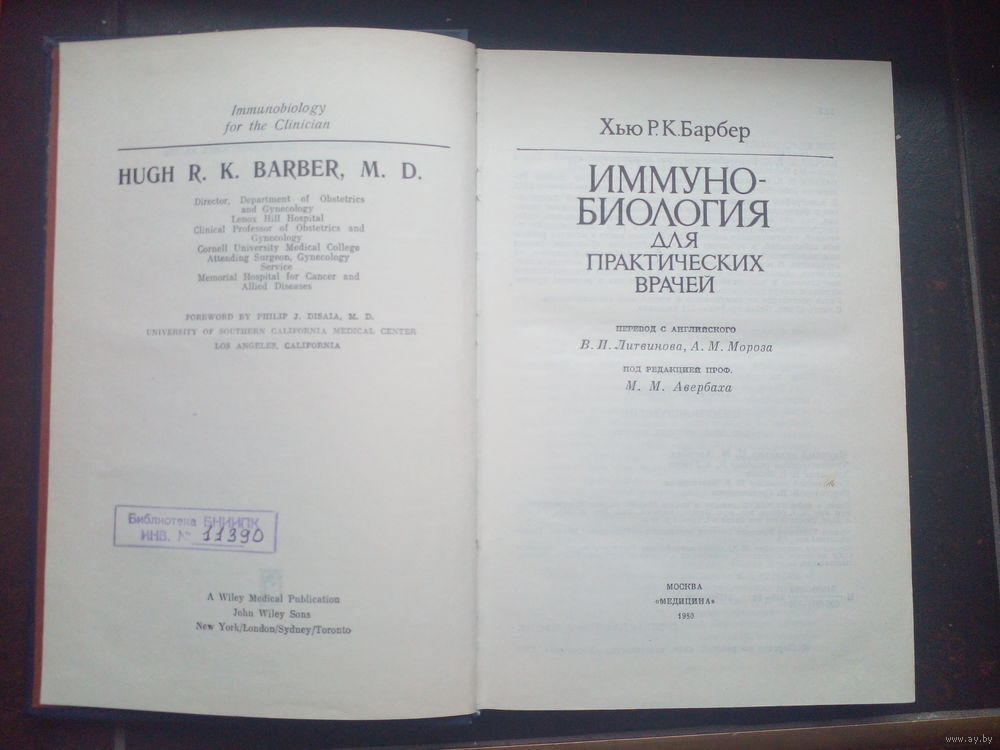 Immunobiology
for the Clinician
HUGH R. K. BARBER, M. D.
Director, Department of Obstetrics
and Gynecology
Lenox Hill Hospital
Clinical Professor of Obstetrics and
Gynecology
Cornell University Medical College
Attending Surgeon, Gynecology
Service
Memorial Hospital for Cancer and
Allied Diseases
FOREWORD BY PHILIP J. DISAIA, M. D.
UNIVERSITY OF SOUTHERN CALIFORNIA MEDICAL CENTER
LOS ANGELES, CALIFORNIA
Библиотека БНИИПК
ИНВ. № 11390
A Wiley Medical Publication
John Wiley Sons
New York/London/Sydney/Toronto
Хью Р.К.Барбер
ИММУНО-
БИОЛОГИЯ
ДЛЯ
ПРАКТИЧЕСКИХ
ВРАЧЕЙ
ПЕРЕВОД С АНГЛИЙСКОГО
В. П. Литвинова, А. М. Мороза
ПОД РЕДАКЦИЕЙ ПРОФ.
М. М. Авербаха
МОСКВА
«МЕДИЦИНА»
1980
www.ay.by